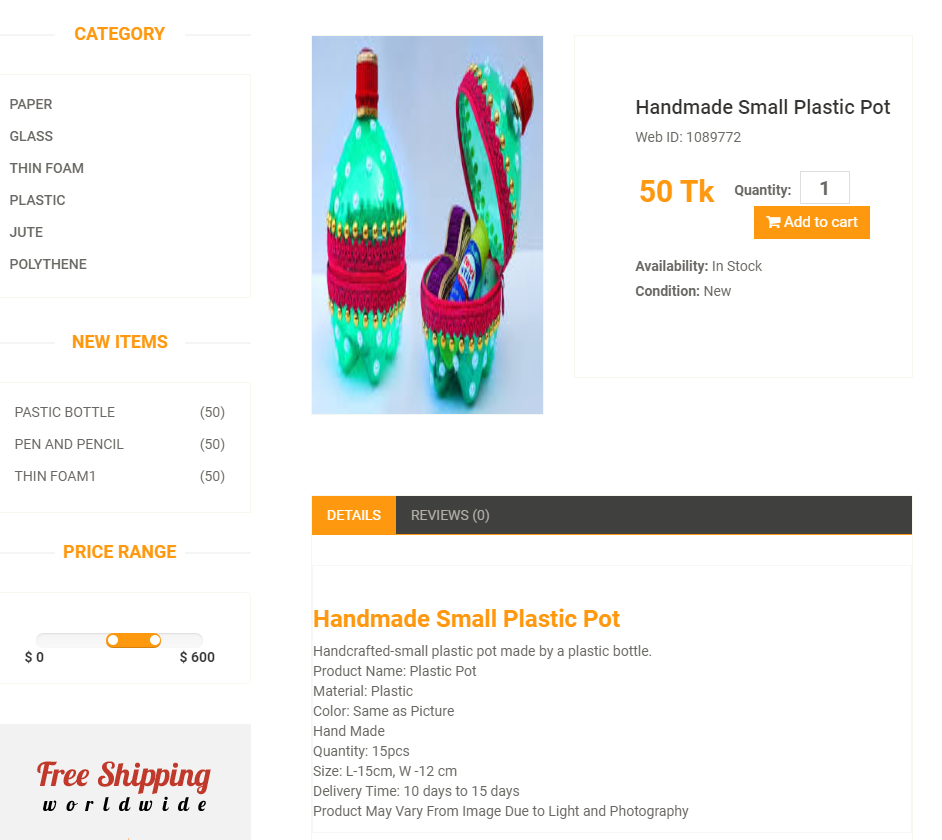 CATEGORY
PAPER
GLASS
THIN FOAM
PLASTIC
JUTE
POLYTHENE
NEW ITEMS
PASTIC BOTTLE (50)
PEN AND PENCIL (50)
THIN FOAM1 (50)
PRICE RANGE
$ 0 $ 600
Free Shipping
worldwide
Handmade Small Plastic Pot
Web ID: 1089772
50 Tk Quantity: 1
Add to cart
Availability: In Stock
Condition: New
DETAILS REVIEWS (0)
Handmade Small Plastic Pot
Handcrafted-small plastic pot made by a plastic bottle.
Product Name: Plastic Pot
Material: Plastic
Color: Same as Picture
Hand Made
Quantity: 15pcs
Size: L-15cm, W -12 cm
Delivery Time: 10 days to 15 days
Product May Vary From Image Due to Light and Photography